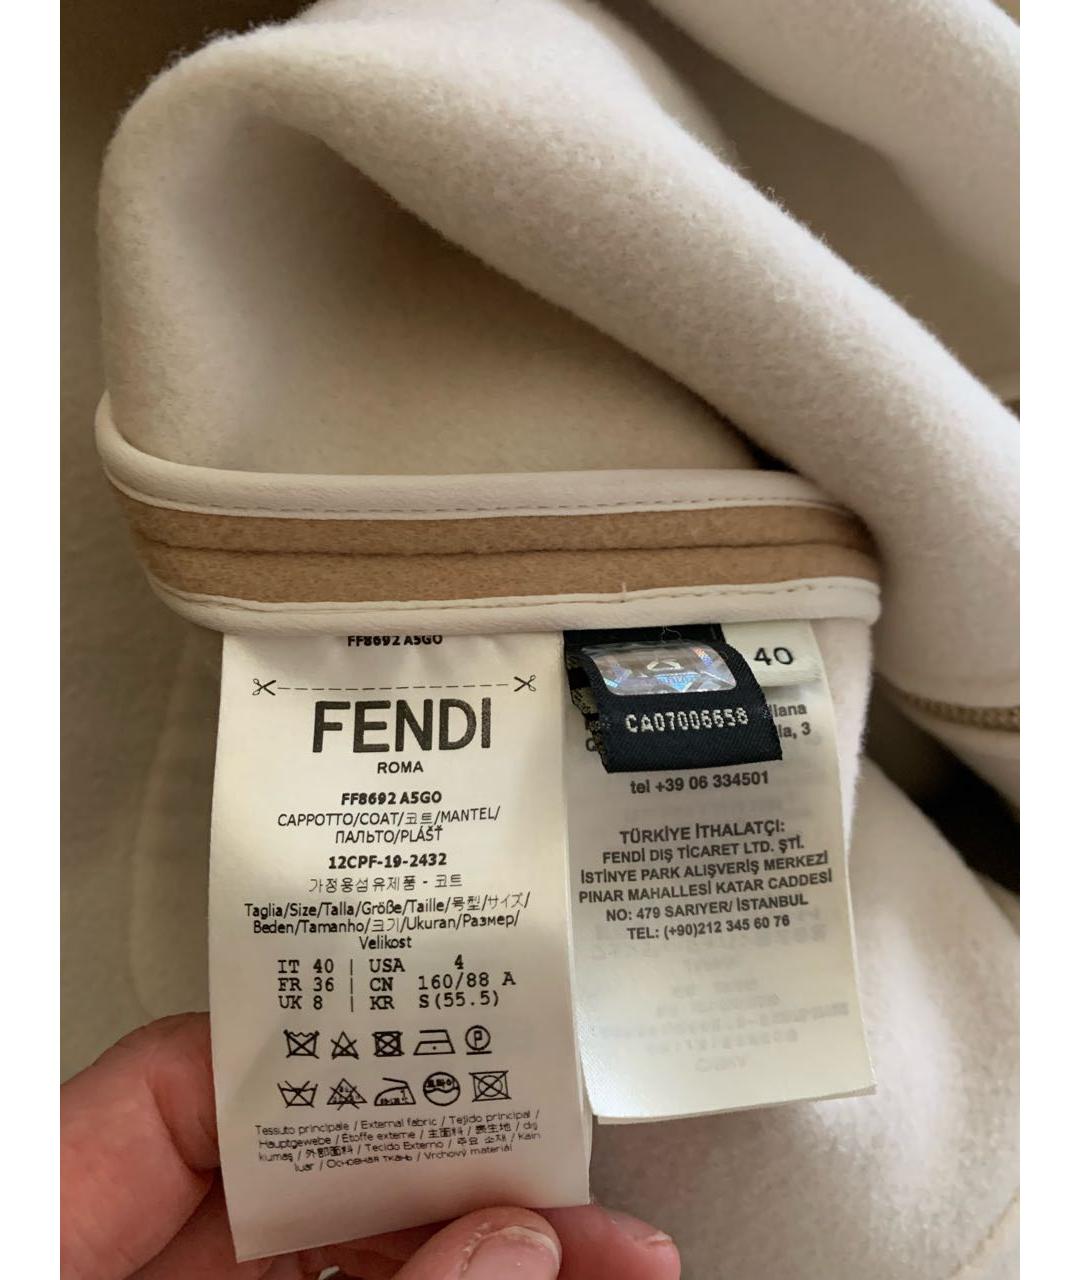 FF8692 A5GO
FENDI
ROMA
FF8692 A5GO
CAPPOTTO/COAT/코트/MANTEL/
ПАЛЬТО/PLÁŠŤ
12CPF-19-2432
가정용섬유제품 - 코트
Taglia/Size/Talla/Größe/Taille/号型/サイズ/
Beden/Tamanho/크기/Ukuran/Размер/
Velikost
IT 40 | USA 4
FR 36 | CN 160/88 A
UK 8 | KR S(55.5)
Tessuto principale / External fabric / Tejido principal /
Hauptgewebe / Étoffe externe / 主面料 / 表生地 / dış
kumaş / 外部面料 / Tecido Externo / 주요 소재 / kain
luar / Основная ткань / Vrchový materiál
40
CA07006658
liana
la, 3
tel +39 06 334501
TÜRKİYE İTHALATÇI:
FENDİ DIŞ TİCARET LTD. ŞTİ.
İSTİNYE PARK ALIŞVERİŞ MERKEZİ
PINAR MAHALLESİ KATAR CADDESİ
NO: 479 SARIYER/ İSTANBUL
TEL: (+90)212 345 60 76